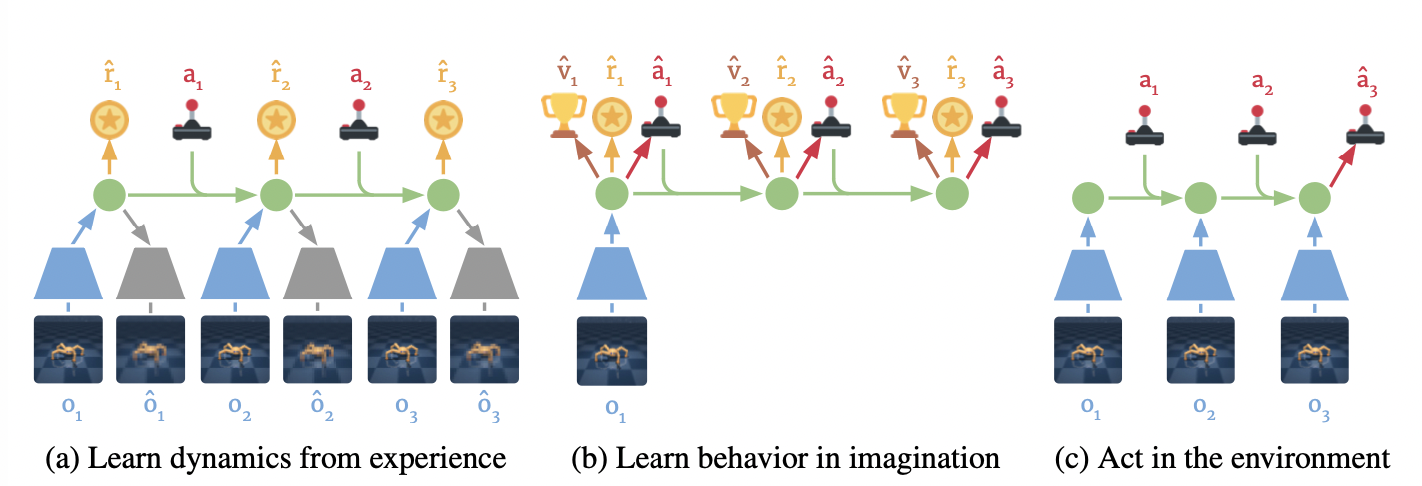 r̂₁ a₁ r̂₂ a₂ r̂₃
v̂₁ r̂₁ â₁ v̂₂ r̂₂ â₂ v̂₃ r̂₃ â₃
a₁ a₂ â₃
o₁ ô₁ o₂ ô₂ o₃ ô₃
o₁
o₁ o₂ o₃
(a) Learn dynamics from experience
(b) Learn behavior in imagination
(c) Act in the environment